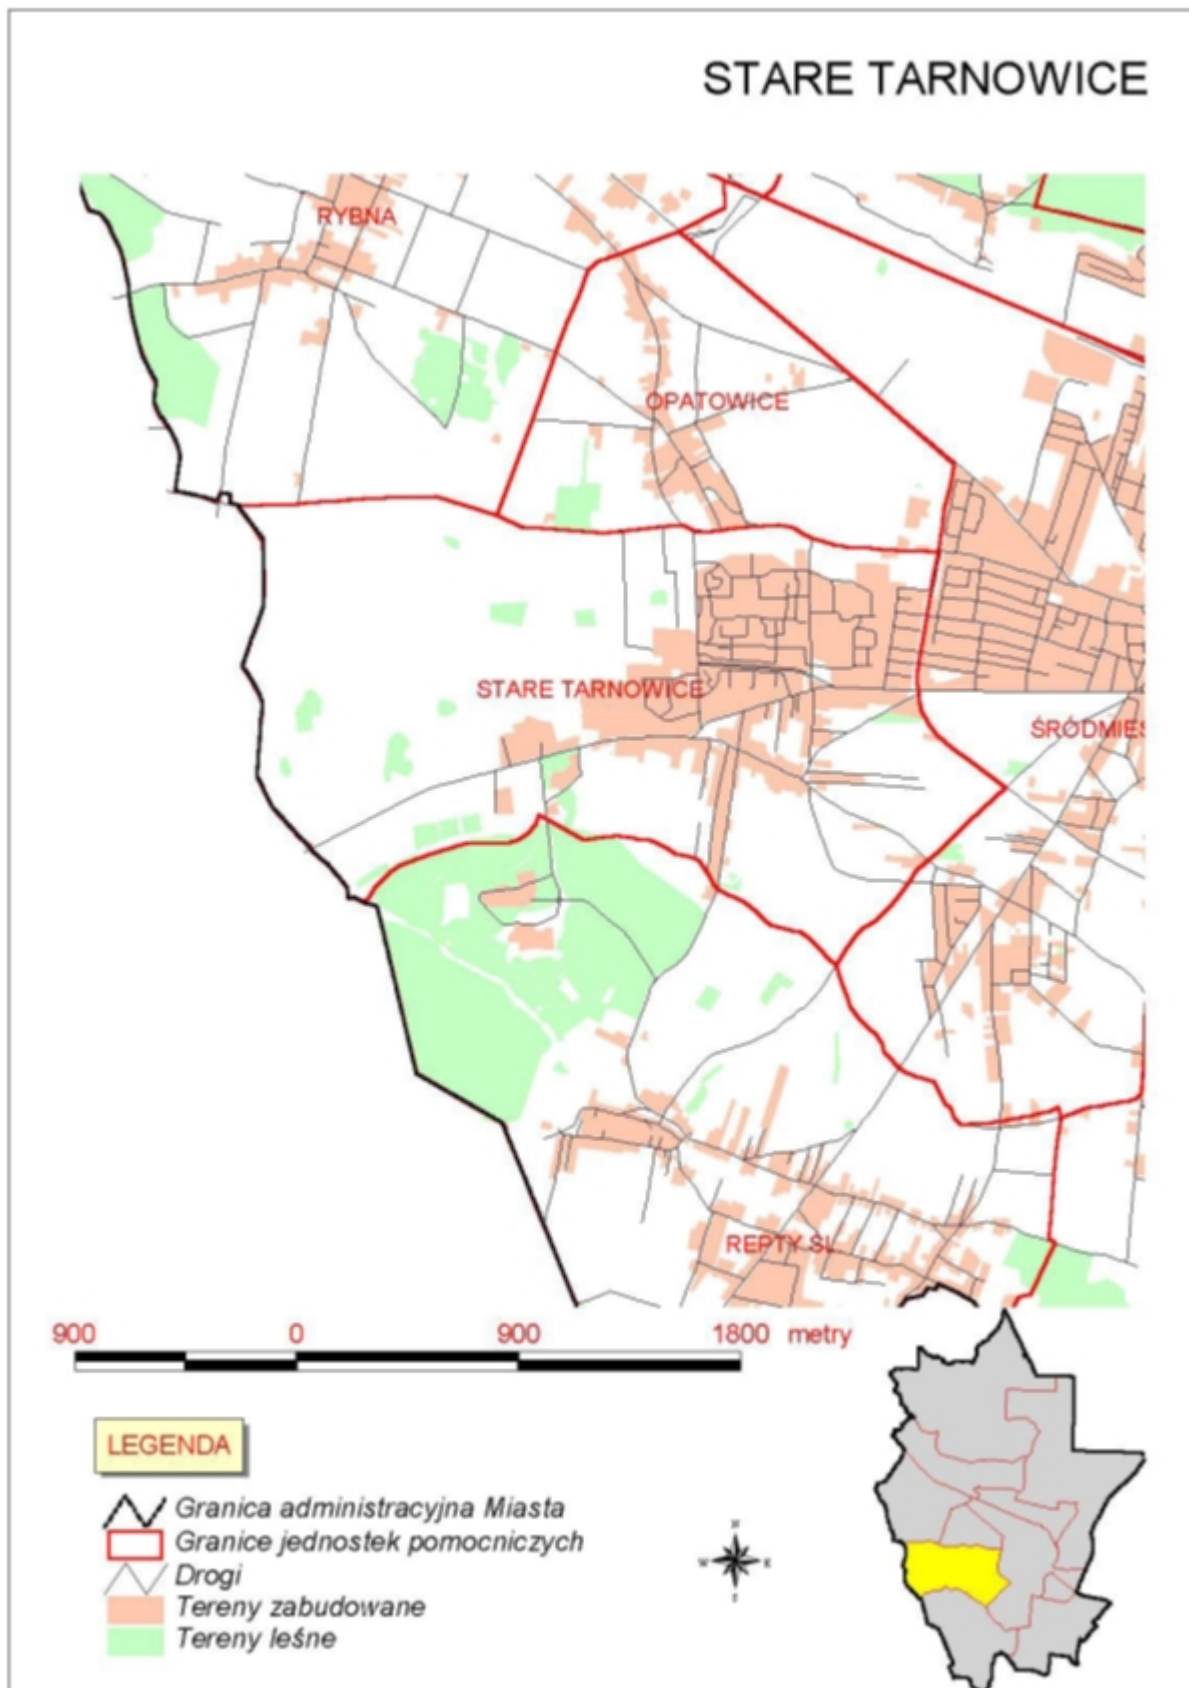 STARE TARNOWICE
RYBNA
OPATOWICE
STARE TARNOWICE
ŚRÓDMIEŚ
REPTY ŚL.
900 0 900 1800 metry
LEGENDA
Granica administracyjna Miasta
Granice jednostek pomocniczych
Drogi
Tereny zabudowane
Tereny leśne
N
W E
S